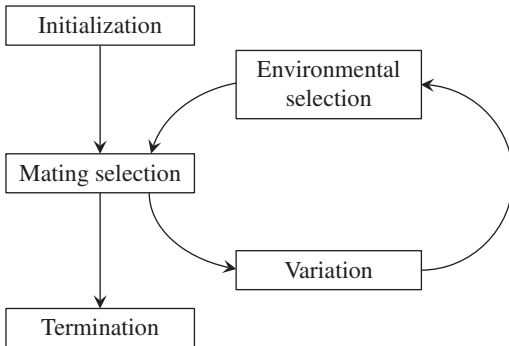 Initialization
Environmental
selection
Mating selection
Variation
Termination